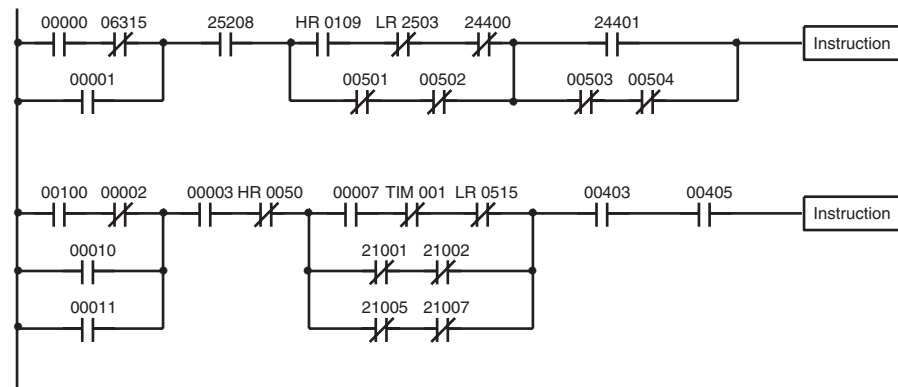 00000 06315 25208 HR 0109 LR 2503 24400 24401
Instruction
00001 00501 00502 00503 00504
00100 00002 00003 HR 0050 00007 TIM 001 LR 0515 00403 00405
Instruction
00010 21001 21002
00011 21005 21007